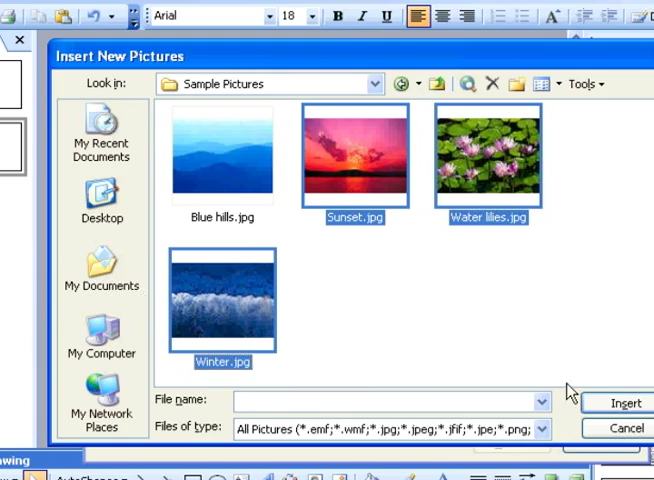 Arial 18 B I U A
Insert New Pictures
Look in: Sample Pictures Tools
My Recent
Documents
Desktop
My Documents
My Computer
My Network
Places
Blue hills.jpg Sunset.jpg Water lilies.jpg
Winter.jpg
File name: Insert
Files of type: All Pictures (*.emf;*.wmf;*.jpg;*.jpeg;*.jfif;*.jpe;*.png; Cancel
awing
AutoShapes